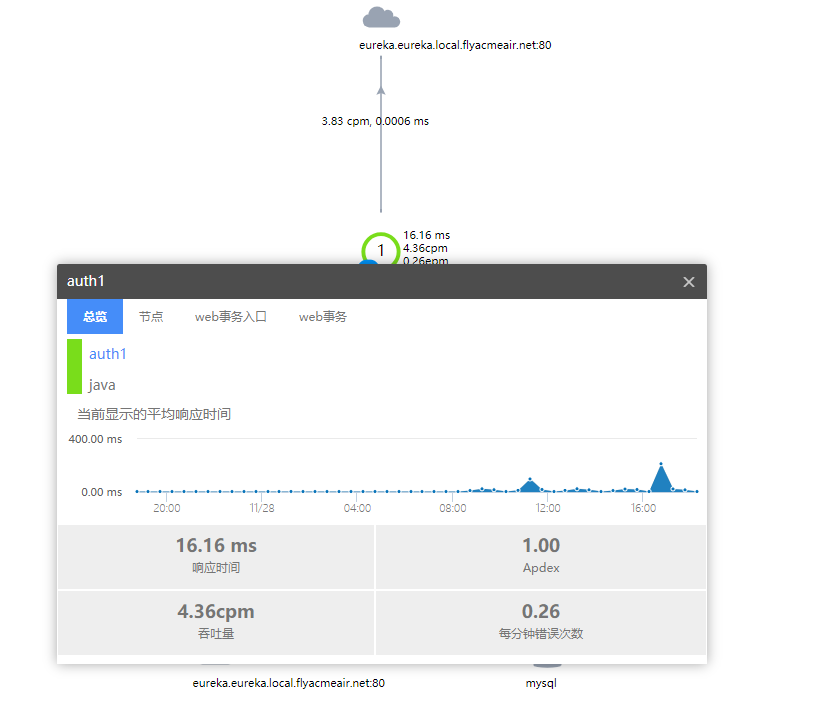 eureka.eureka.local.flyacmeair.net:80
3.83 cpm, 0.0006 ms
1
16.16 ms
4.36cpm
0.26epm
auth1
总览 节点 web事务入口 web事务
auth1
java
当前显示的平均响应时间
400.00 ms
0.00 ms
20:00 11/28 04:00 08:00 12:00 16:00
16.16 ms 1.00
响应时间 Apdex
4.36cpm 0.26
吞吐量 每分钟错误次数
eureka.eureka.local.flyacmeair.net:80 mysql